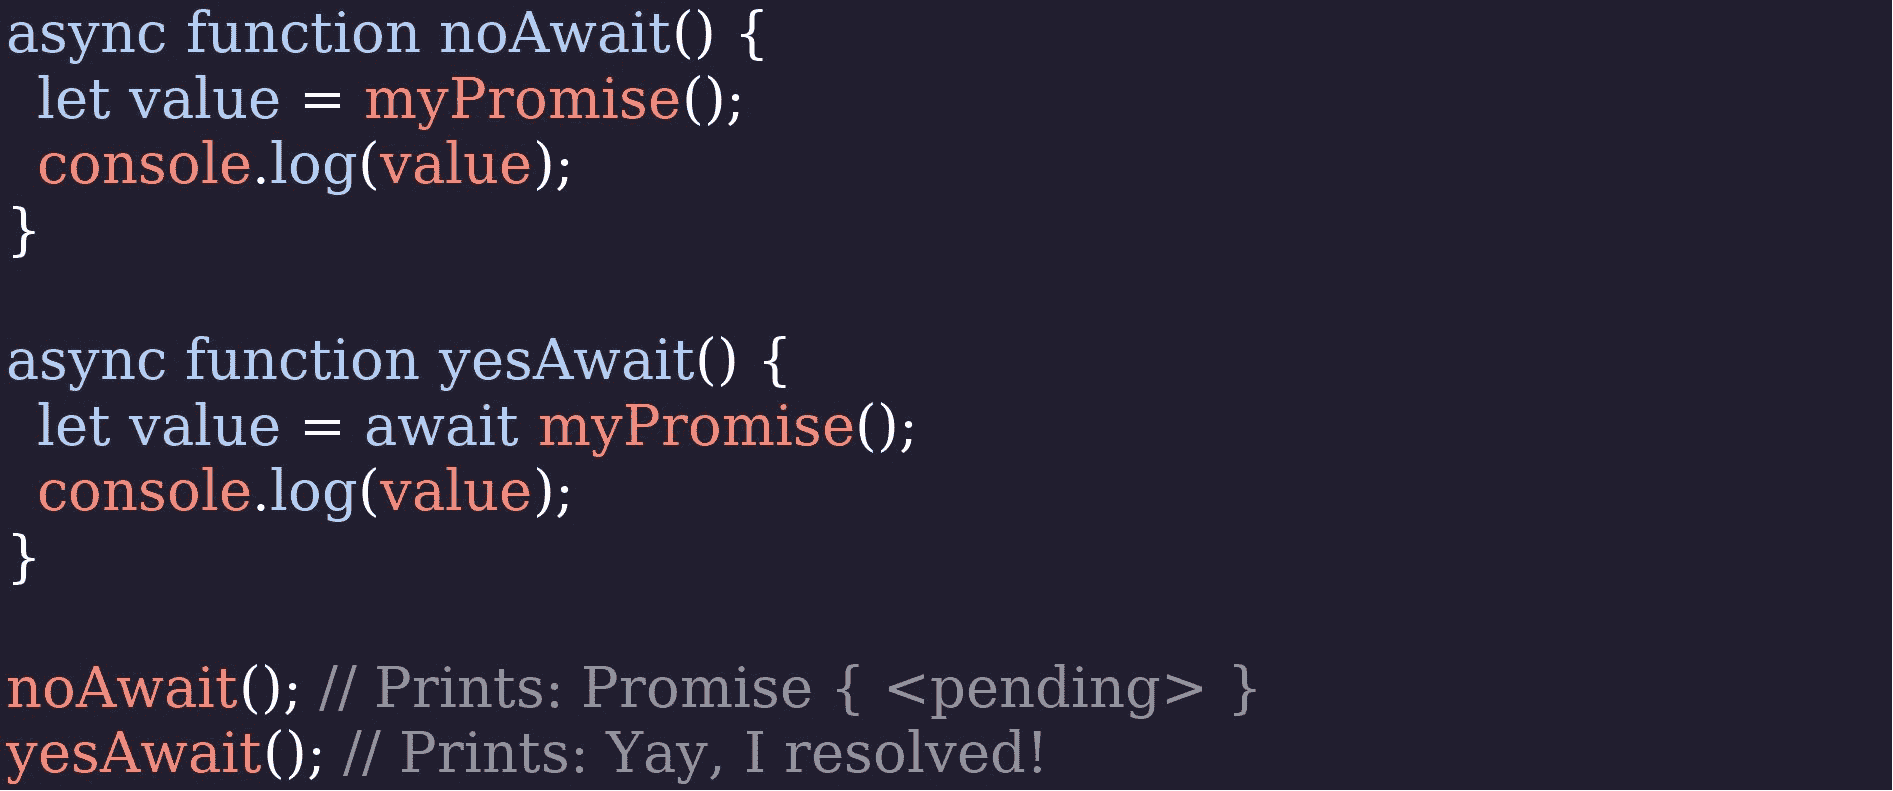 async function noAwait() {
  let value = myPromise();
  console.log(value);
}

async function yesAwait() {
  let value = await myPromise();
  console.log(value);
}

noAwait(); // Prints: Promise { <pending> }
yesAwait(); // Prints: Yay, I resolved!